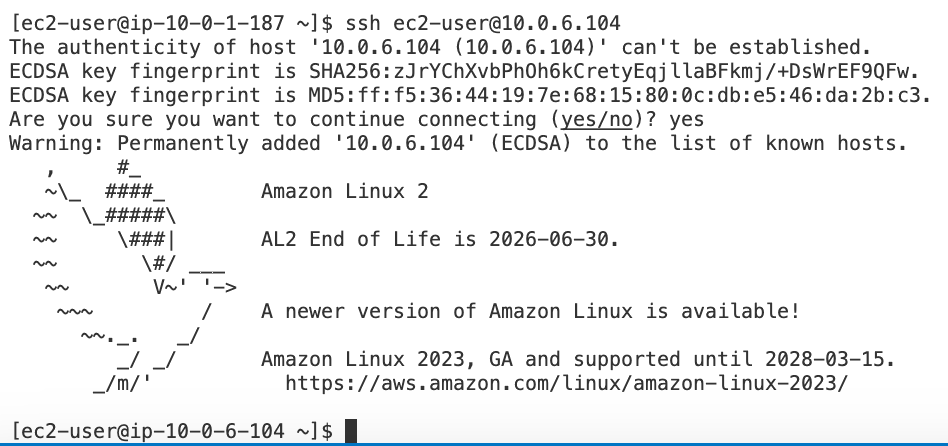 [ec2-user@ip-10-0-1-187 ~]$ ssh ec2-user@10.0.6.104
The authenticity of host '10.0.6.104 (10.0.6.104)' can't be established.
ECDSA key fingerprint is SHA256:zJrYChXvbPhOh6kCretyEqjllaBFkmj/+DsWrEF9QFw.
ECDSA key fingerprint is MD5:ff:f5:36:44:19:7e:68:15:80:0c:db:e5:46:da:2b:c3.
Are you sure you want to continue connecting (yes/no)? yes
Warning: Permanently added '10.0.6.104' (ECDSA) to the list of known hosts.
   ,     #_
   ~\_  ####_        Amazon Linux 2
  ~~  \_#####\
  ~~     \###|       AL2 End of Life is 2026-06-30.
  ~~       \#/ ___
   ~~       V~' '->
    ~~~         /    A newer version of Amazon Linux is available!
      ~~._.   _/
         _/ _/       Amazon Linux 2023, GA and supported until 2028-03-15.
       _/m/'           https://aws.amazon.com/linux/amazon-linux-2023/
[ec2-user@ip-10-0-6-104 ~]$